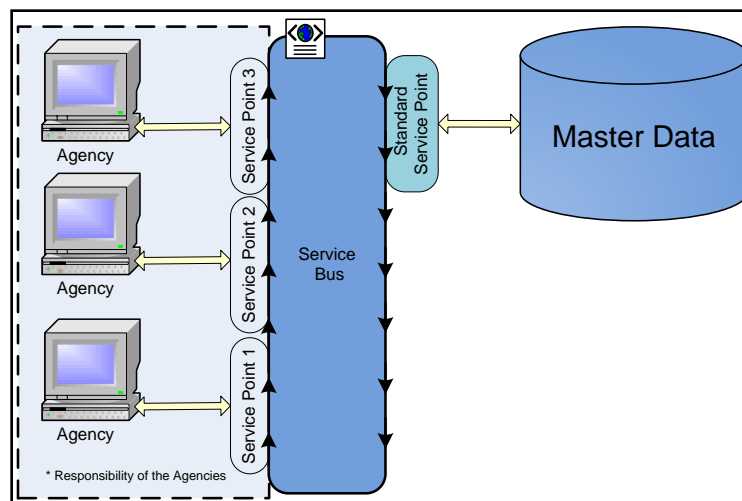 Agency
Service Point 3
Standard
Service Point
Master Data
Agency
Service Point 2
Service
Bus
Agency
Service Point 1
* Responsibility of the Agencies